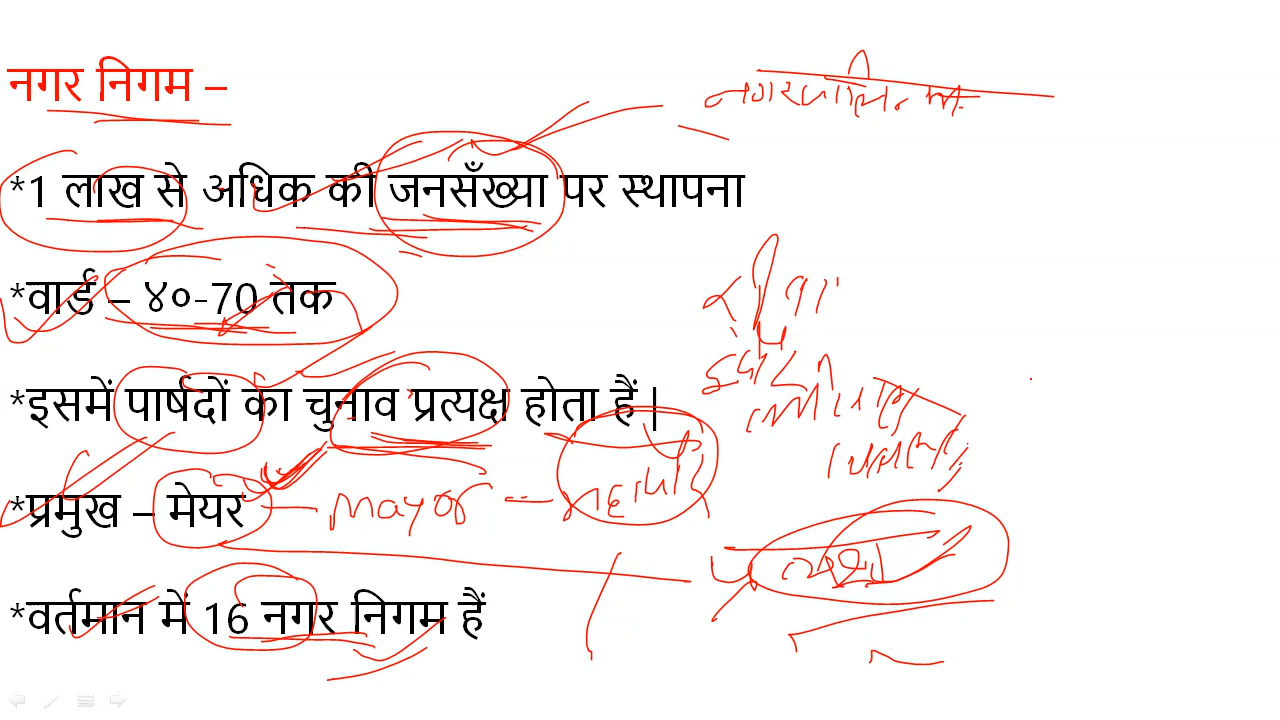 नगर निगम –
*1 लाख से अधिक की जनसँख्या पर स्थापना
*वार्ड – ४०-70 तक
*इसमें पार्षदों का चुनाव प्रत्यक्ष होता हैं |
*प्रमुख – मेयर – mayor –
*वर्तमान में 16 नगर निगम हैं